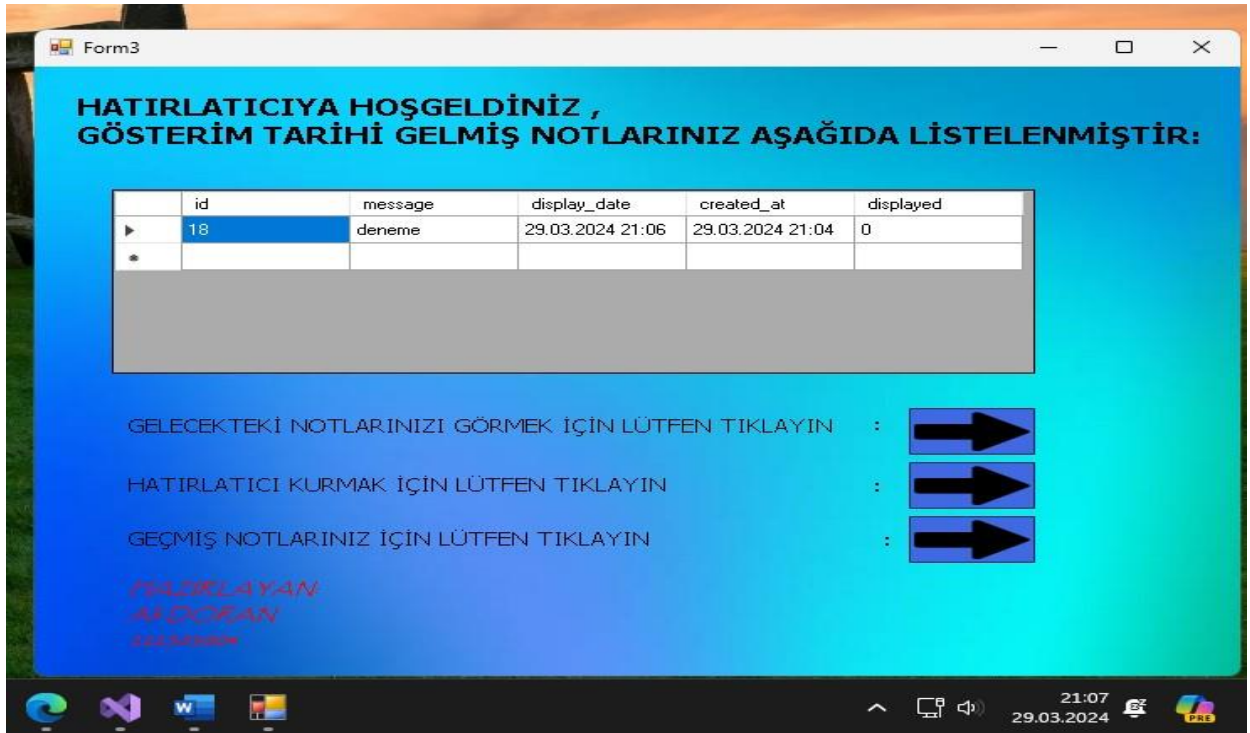 Form3
HATIRLATICIYA HOŞGELDİNİZ ,
GÖSTERİM TARİHİ GELMİŞ NOTLARINIZ AŞAĞIDA LİSTELENMİŞTİR:
id message display_date created_at displayed
18 deneme 29.03.2024 21:06 29.03.2024 21:04 0
GELECEKTEKİ NOTLARINIZI GÖRMEK İÇİN LÜTFEN TIKLAYIN :
HATIRLATICI KURMAK İÇİN LÜTFEN TIKLAYIN :
GEÇMİŞ NOTLARINIZ İÇİN LÜTFEN TIKLAYIN :
HAZIRLAYAN
W
21:07
29.03.2024
PRE